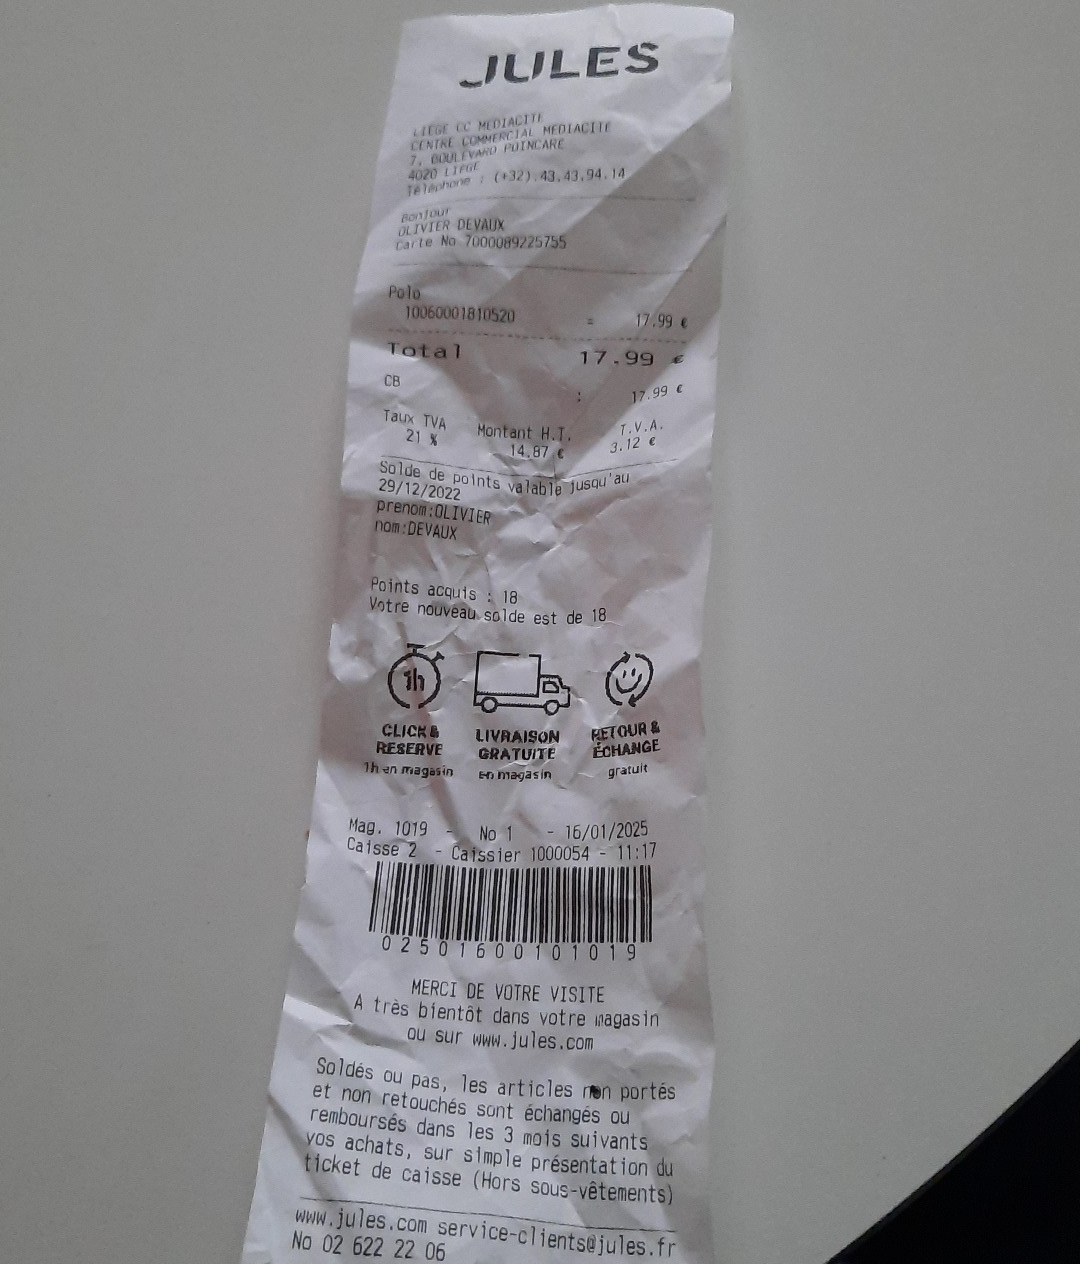 JULES
LIEGE CC MEDIACITE
CENTRE COMMERCIAL MEDIACITE
7, BOULEVARD POINCARE
4020 LIEGE
Téléphone : (+32).43.43.94.14
Bonjour
OLIVIER DEVAUX
Carte No 7000089225755
Polo
10060001810520 = 17.99 €
Total 17.99 €
CB : 17.99 €
Taux TVA Montant H.T. T.V.A.
21 % 14.87 € 3.12 €
Solde de points valable jusqu'au
29/12/2022
prenom:OLIVIER
nom:DEVAUX
Points acquis : 18
Votre nouveau solde est de 18
1h
CLICK & RESERVE
1h en magasin
LIVRAISON GRATUITE
en magasin
RETOUR & ÉCHANGE
gratuit
Mag. 1019 - No 1 - 16/01/2025
Caisse 2 - Caissier 1000054 - 11:17
02501600101019
MERCI DE VOTRE VISITE
A très bientôt dans votre magasin
ou sur www.jules.com
Soldés ou pas, les articles non portés
et non retouchés sont échangés ou
remboursés dans les 3 mois suivants
vos achats, sur simple présentation du
ticket de caisse (Hors sous-vêtements)
www.jules.com service-clients@jules.fr
No 02 622 22 06